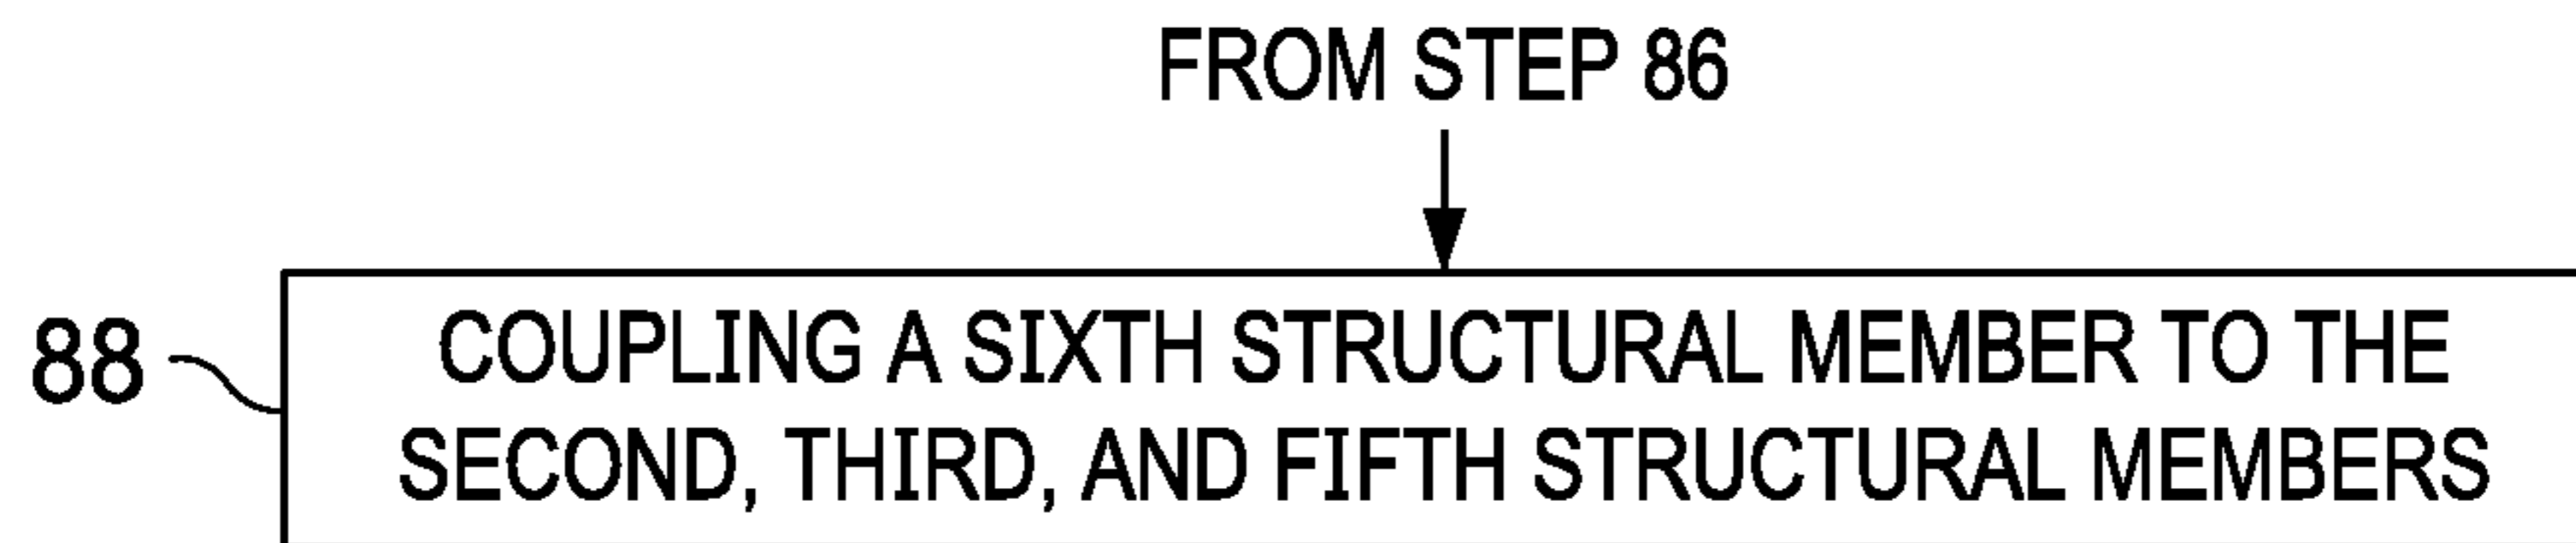 FROM STEP 86
88
COUPLING A SIXTH STRUCTURAL MEMBER TO THE
SECOND, THIRD, AND FIFTH STRUCTURAL MEMBERS